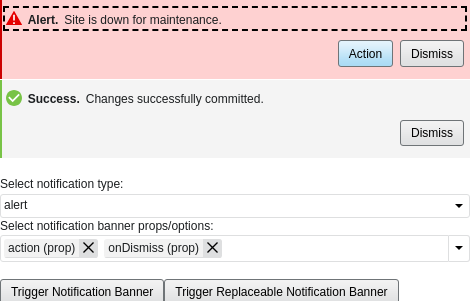 Alert. Site is down for maintenance.
Action Dismiss
Success. Changes successfully committed.
Dismiss
Select notification type:
alert
Select notification banner props/options:
action (prop) onDismiss (prop)
Trigger Notification Banner Trigger Replaceable Notification Banner